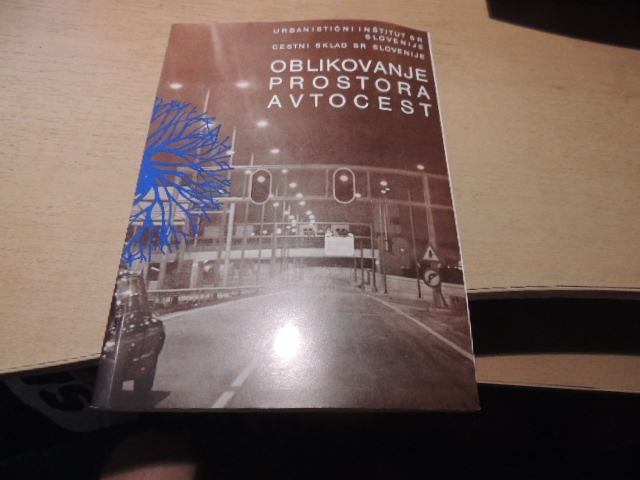 URBANISTIČNI INŠTITUT SR
SLOVENIJE
CESTNI SKLAD SR SLOVENIJE
OBLIKOVANJE
PROSTORA
AVTOCEST